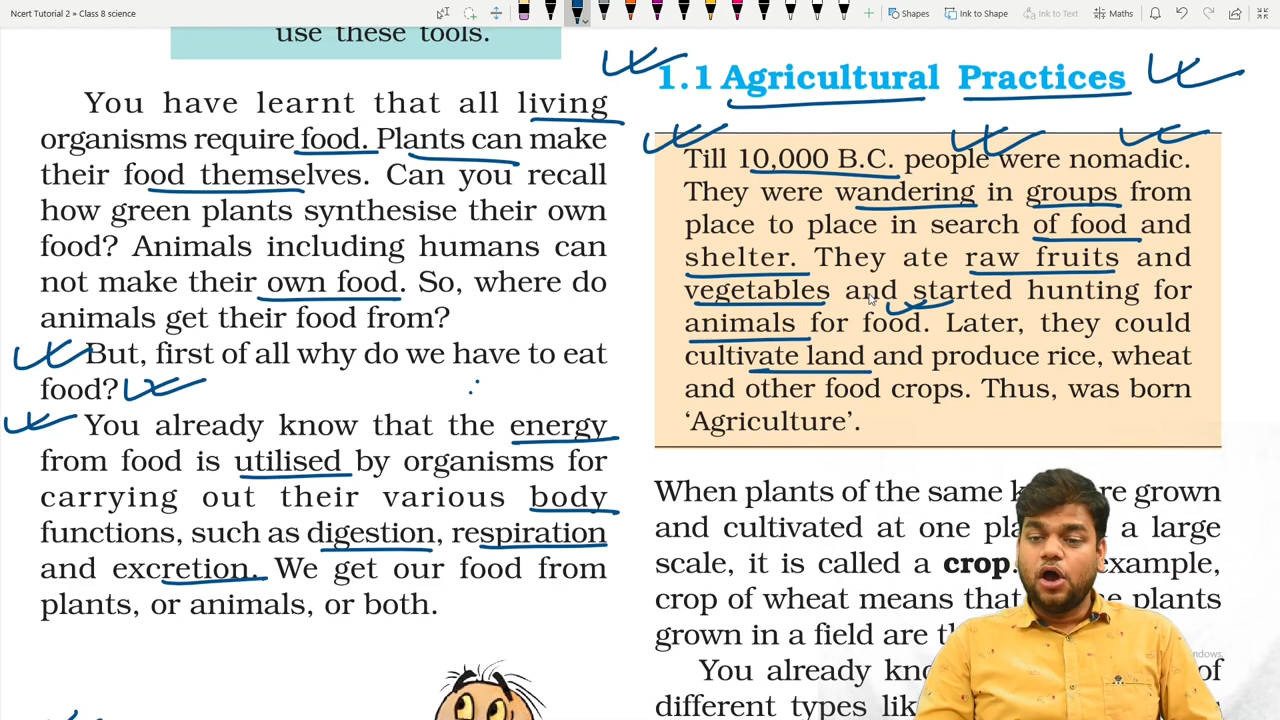 Ncert Tutorial 2 » Class 8 science
Shapes
Ink to Shape
Ink to Text
Maths
use these tools.
You have learnt that all living
organisms require food. Plants can make
their food themselves. Can you recall
how green plants synthesise their own
food? Animals including humans can
not make their own food. So, where do
animals get their food from?
But, first of all why do we have to eat
food?
You already know that the energy
from food is utilised by organisms for
carrying out their various body
functions, such as digestion, respiration
and excretion. We get our food from
plants, or animals, or both.
1.1 Agricultural Practices
Till 10,000 B.C. people were nomadic.
They were wandering in groups from
place to place in search of food and
shelter. They ate raw fruits and
vegetables and started hunting for
animals for food. Later, they could
cultivate land and produce rice, wheat
and other food crops. Thus, was born
‘Agriculture’.
When plants of the same k re grown
and cultivated at one pla a large
scale, it is called a crop. example,
crop of wheat means that plants
grown in a field are
You already of
different types